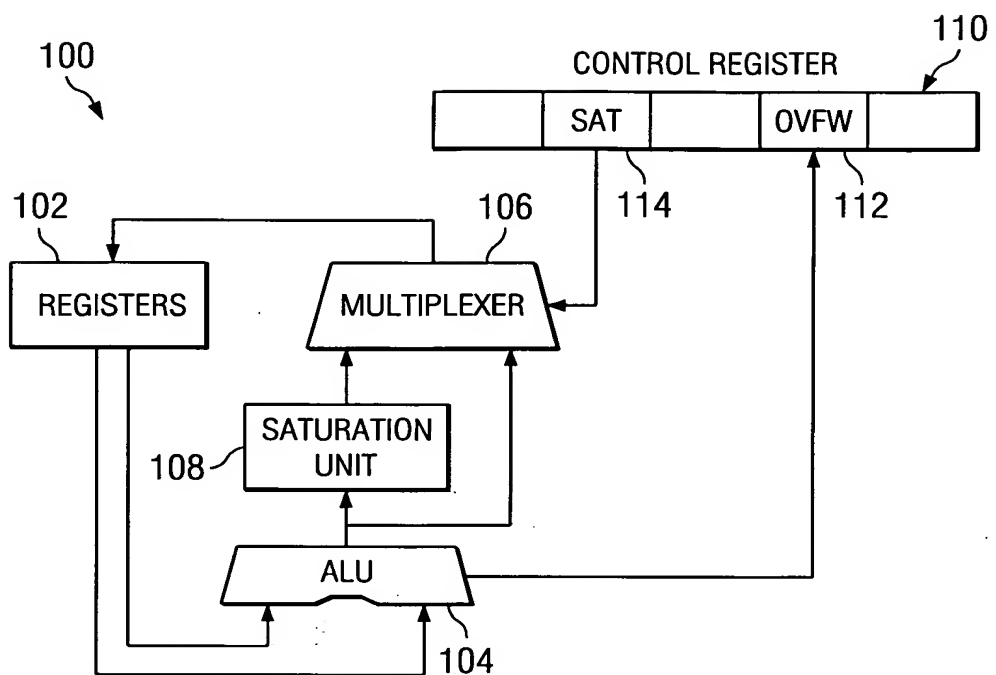 100
110
CONTROL REGISTER
SAT
OVFW
102
106
114
112
REGISTERS
MULTIPLEXER
SATURATION
UNIT
108
ALU
104